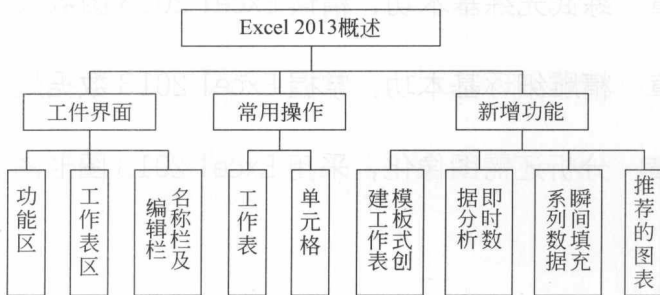 Excel 2013概述
工件界面
常用操作
新增功能
功能区
工作表区
名称栏及
编辑栏
工作表
单元格
模板式创
建工作表
即时数
据分析
瞬间填充
系列数据
推荐的图表